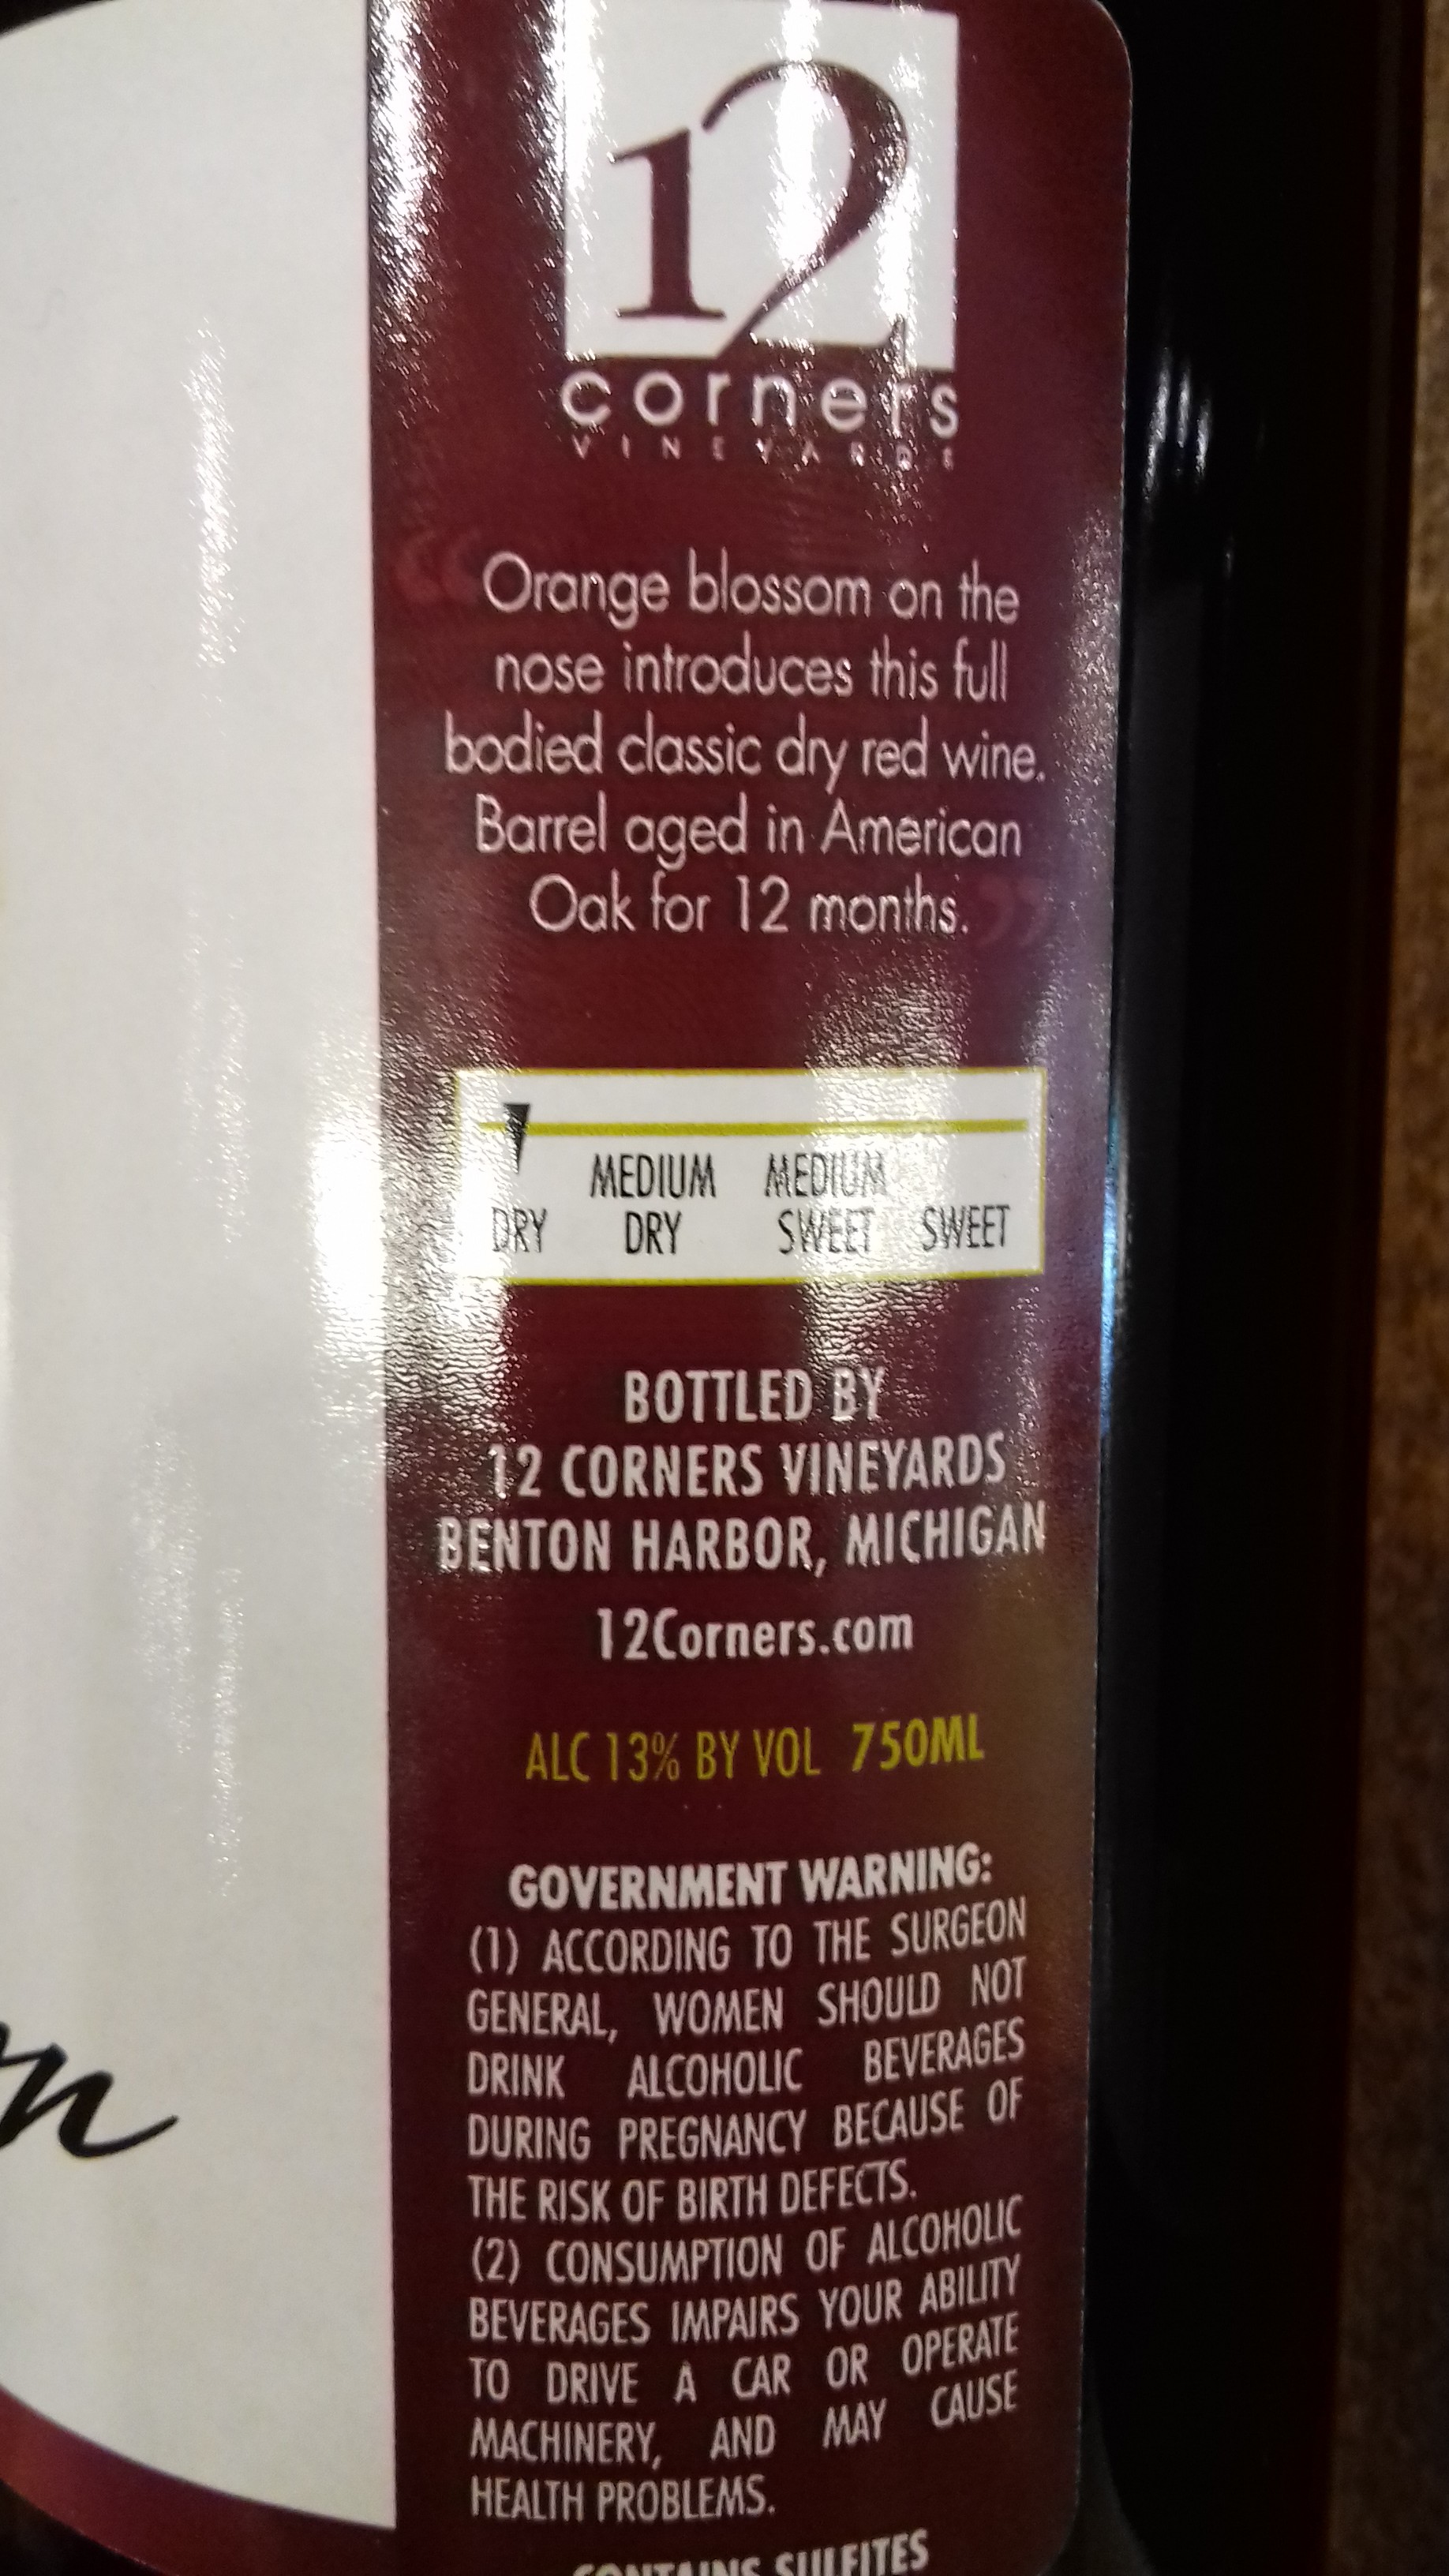 12
corners
VINEYARDS
“Orange blossom on the
nose introduces this full
bodied classic dry red wine.
Barrel aged in American
Oak for 12 months.”
MEDIUM MEDIUM
DRY DRY SWEET SWEET
BOTTLED BY
12 CORNERS VINEYARDS
BENTON HARBOR, MICHIGAN
12Corners.com
ALC 13% BY VOL 750ML
GOVERNMENT WARNING:
(1) ACCORDING TO THE SURGEON
GENERAL, WOMEN SHOULD NOT
DRINK ALCOHOLIC BEVERAGES
DURING PREGNANCY BECAUSE OF
THE RISK OF BIRTH DEFECTS.
(2) CONSUMPTION OF ALCOHOLIC
BEVERAGES IMPAIRS YOUR ABILITY
TO DRIVE A CAR OR OPERATE
MACHINERY, AND MAY CAUSE
HEALTH PROBLEMS.
CONTAINS SULFITES